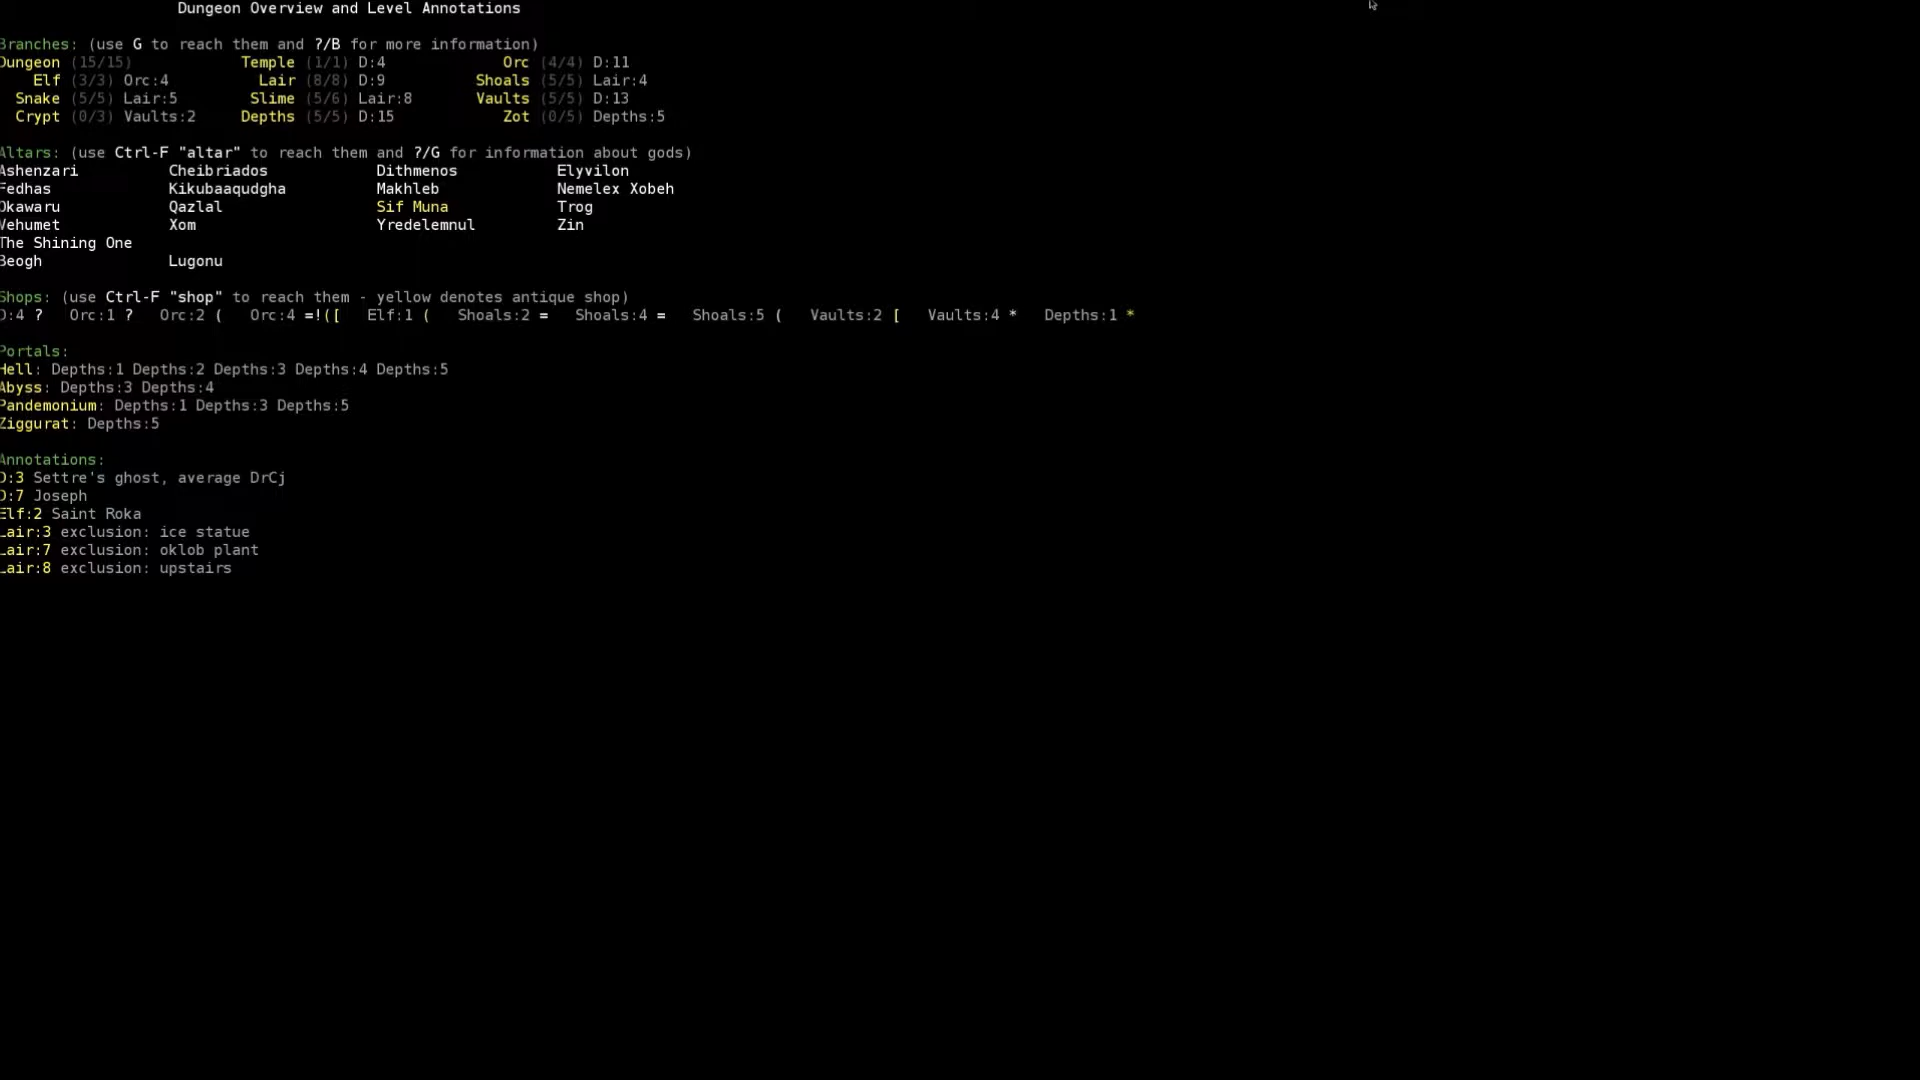 Dungeon Overview and Level Annotations
Branches: (use G to reach them and ?/B for more information)
Dungeon (15/15) Temple (1/1) D:4 Orc (4/4) D:11
Elf (3/3) Orc:4 Lair (8/8) D:9 Shoals (5/5) Lair:4
Snake (5/5) Lair:5 Slime (5/6) Lair:8 Vaults (5/5) D:13
Crypt (0/3) Vaults:2 Depths (5/5) D:15 Zot (0/5) Depths:5
Altars: (use Ctrl-F "altar" to reach them and ?/G for information about gods)
Ashenzari Cheibriados Dithmenos Elyvilon
Fedhas Kikubaaqudgha Makhleb Nemelex Xobeh
Okawaru Qazlal Sif Muna Trog
Vehumet Xom Yredelemnul Zin
The Shining One
Beogh Lugonu
Shops: (use Ctrl-F "shop" to reach them - yellow denotes antique shop)
D:4 ? Orc:1 ? Orc:2 ( Orc:4 =!([ Elf:1 ( Shoals:2 = Shoals:4 = Shoals:5 ( Vaults:2 [ Vaults:4 * Depths:1 *
Portals:
Hell: Depths:1 Depths:2 Depths:3 Depths:4 Depths:5
Abyss: Depths:3 Depths:4
Pandemonium: Depths:1 Depths:3 Depths:5
Ziggurat: Depths:5
Annotations:
D:3 Settre's ghost, average DrCj
D:7 Joseph
Elf:2 Saint Roka
Lair:3 exclusion: ice statue
Lair:7 exclusion: oklob plant
Lair:8 exclusion: upstairs